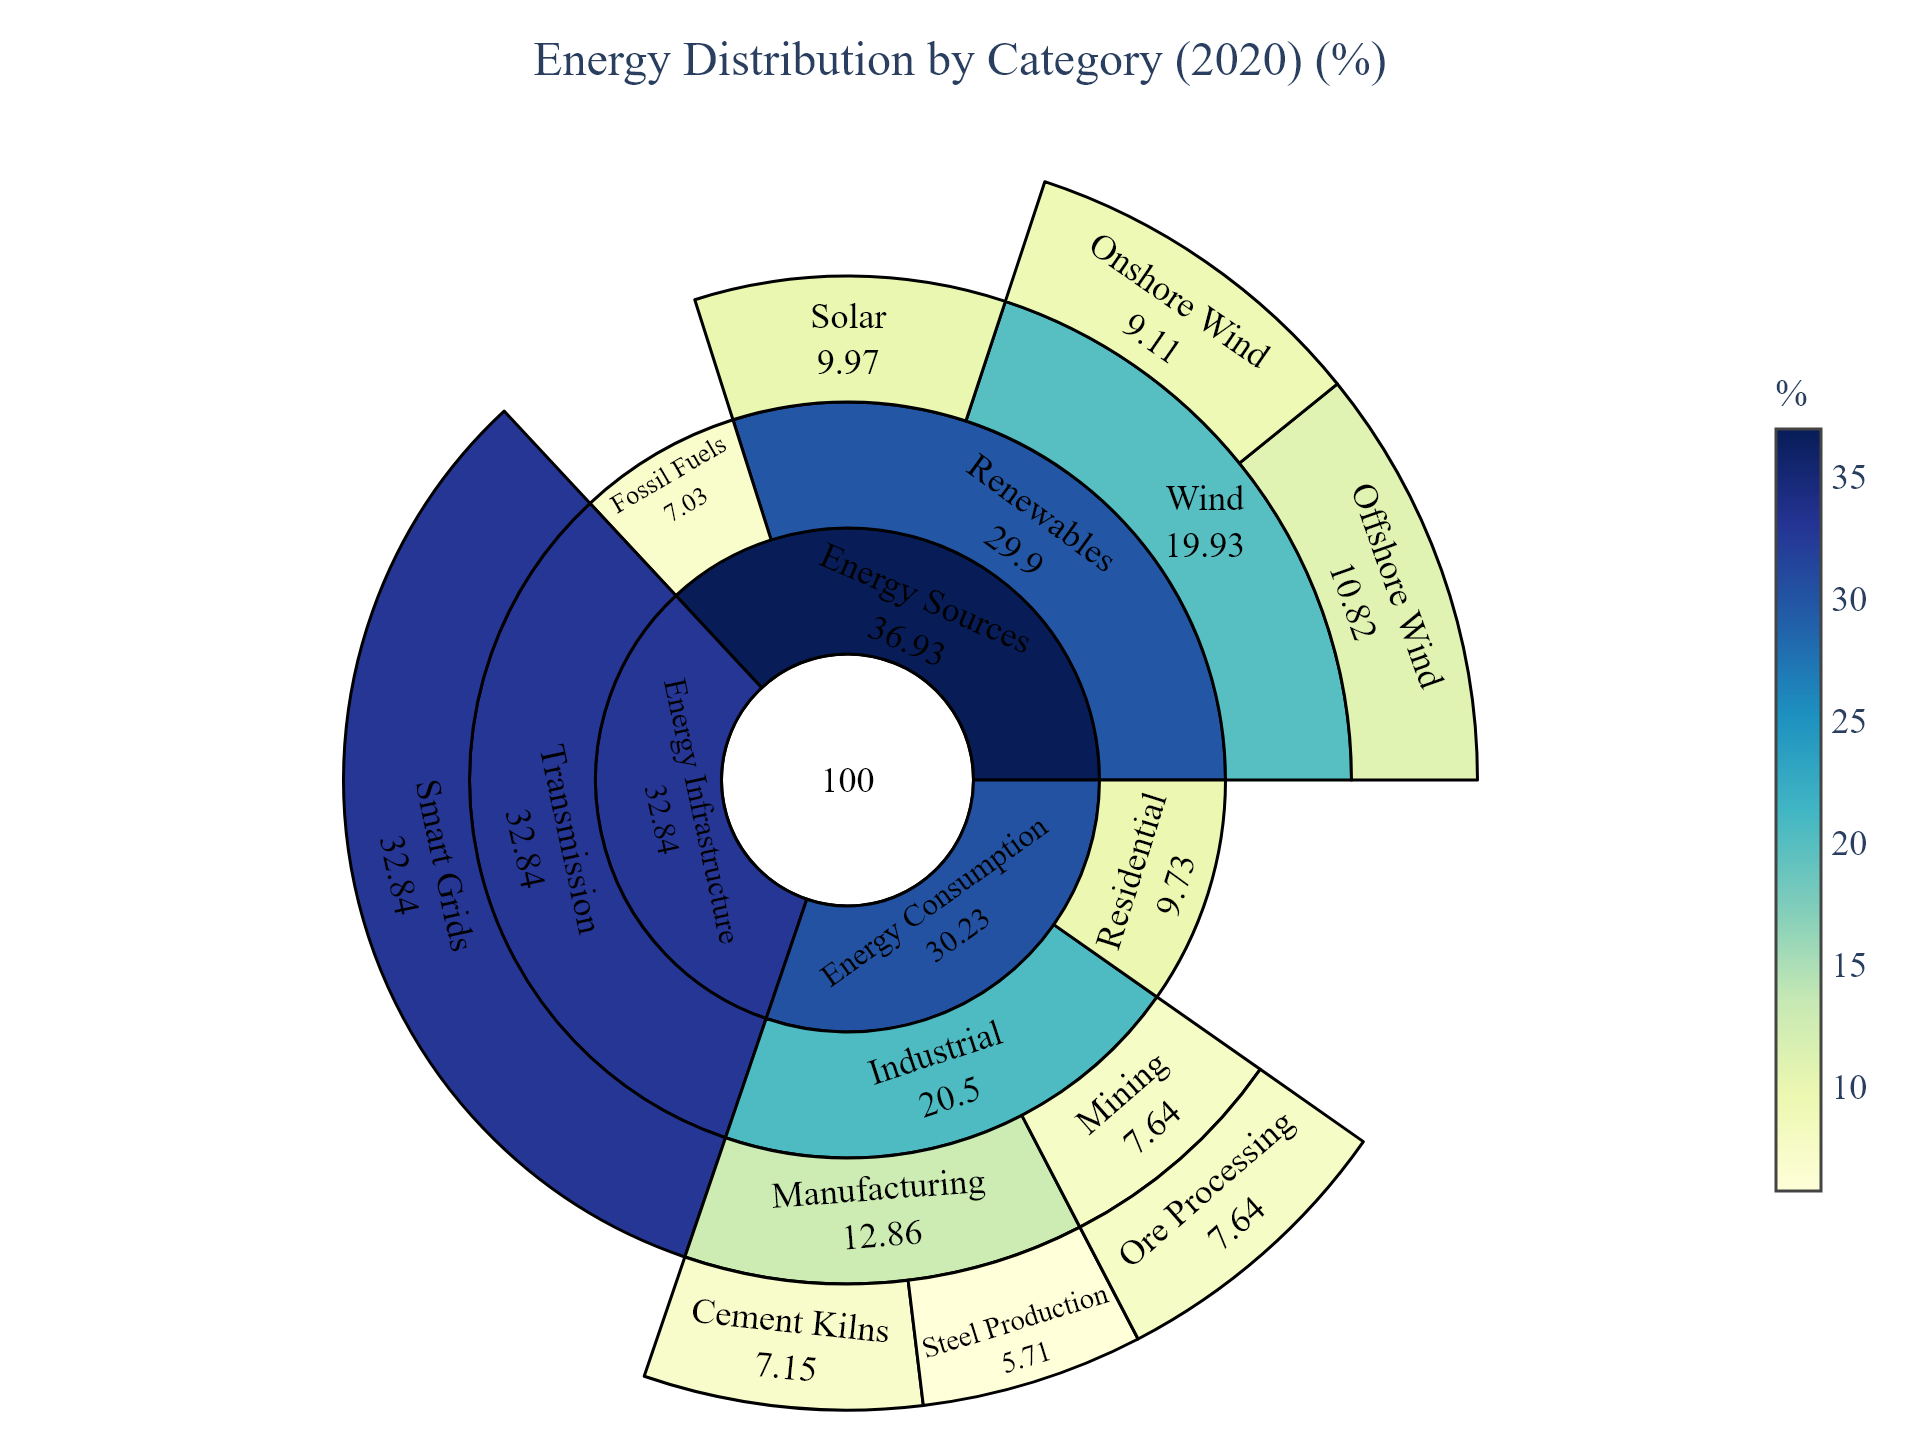 Energy Distribution by Category (2020) (%)
Onshore Wind
9.11
Solar
9.97
Offshore Wind
10.82
Wind
19.93
Renewables
29.9
Fossil Fuels
7.03
Energy Sources
36.93
Energy Infrastructure
32.84
Transmission
32.84
Smart Grids
32.84
100
Energy Consumption
30.23
Residential
9.73
Industrial
20.5
Mining
7.64
Ore Processing
7.64
Manufacturing
12.86
Cement Kilns
7.15
Steel Production
5.71
%
35
30
25
20
15
10